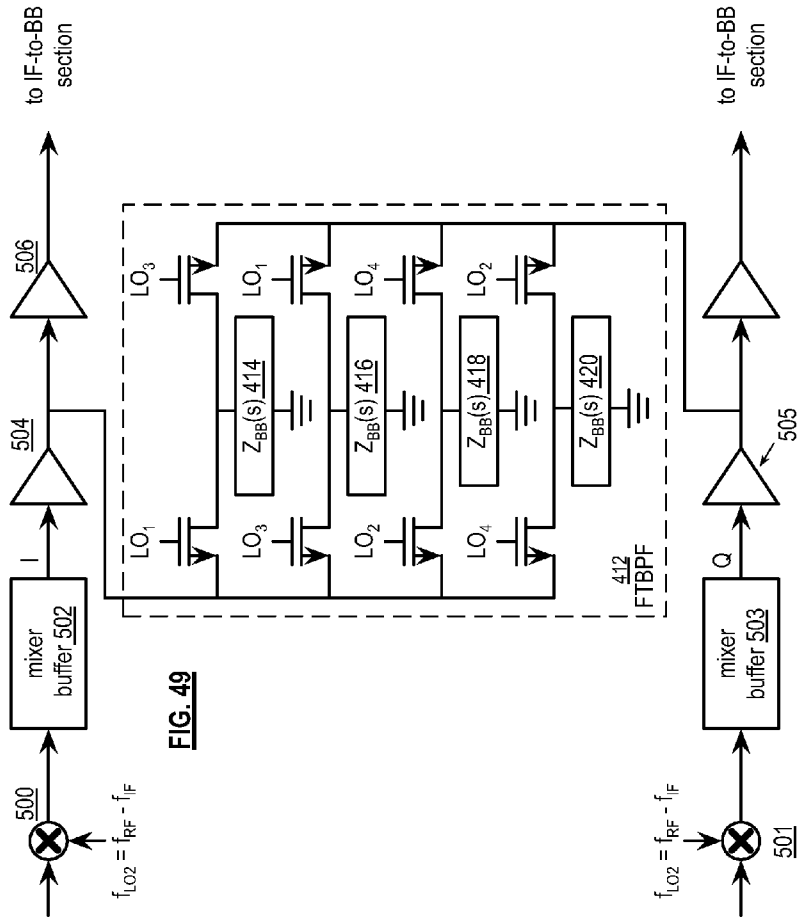 500
f_LO2 = f_RF - f_IF
mixer
buffer 502
I
504
506
to IF-to-BB
section
LO1
LO3
Z_BB(s) 414
LO3
LO1
Z_BB(s) 416
LO2
LO4
Z_BB(s) 418
LO4
LO2
Z_BB(s) 420
412
FTBPF
FIG. 49
501
f_LO2 = f_RF - f_IF
mixer
buffer 503
Q
505
to IF-to-BB
section